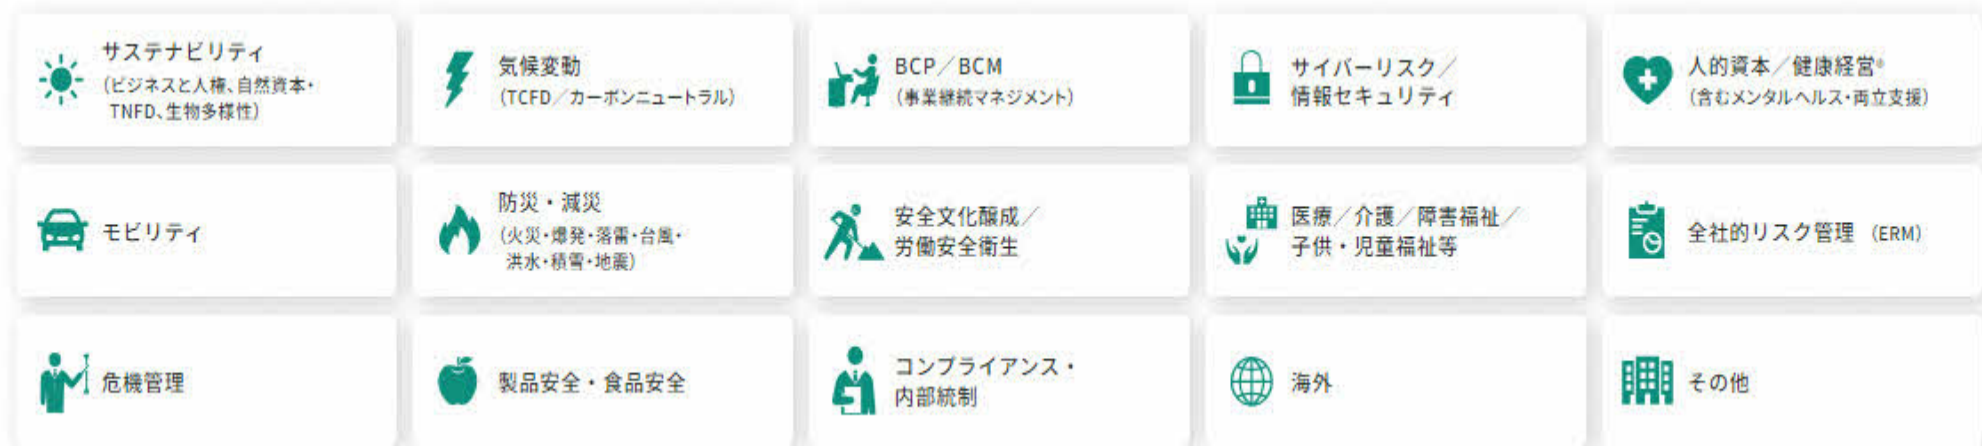 サステナビリティ
（ビジネスと人権、自然資本・
TNFD、生物多様性）
気候変動
（TCFD／カーボンニュートラル）
BCP／BCM
（事業継続マネジメント）
サイバーリスク／
情報セキュリティ
人的資本／健康経営®
（含むメンタルヘルス・両立支援）
モビリティ
防災・減災
（火災・爆発・落雷・台風・
洪水・積雪・地震）
安全文化醸成／
労働安全衛生
医療／介護／障害福祉／
子供・児童福祉等
全社的リスク管理 （ERM）
危機管理
製品安全・食品安全
コンプライアンス・
内部統制
海外
その他